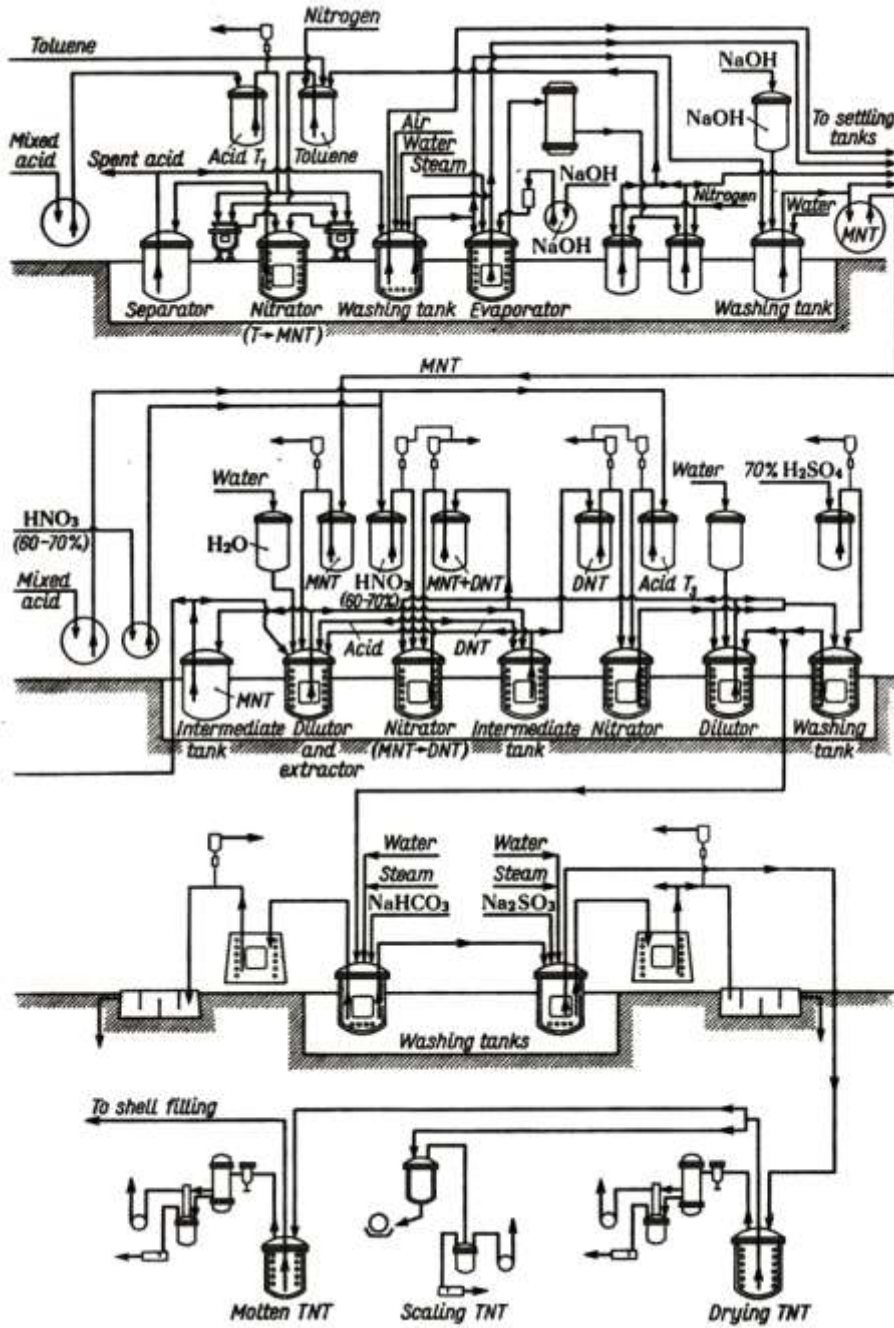 Nitrogen
Toluene
NaOH
NaOH
To settling
tanks
Air
Water
Steam
Mixed
acid
Spent acid
Acid T₁
Toluene
NaOH
NaOH
Nitrogen
Water
MNT
Separator
Nitrator
(T→MNT)
Washing tank
Evaporator
Washing tank
MNT
Water
Water
70% H₂SO₄
HNO₃
(60-70%)
H₂O
MNT
HNO₃
(60-70%)
MNT+DNT
DNT
Acid T₃
Mixed
acid
Acid
DNT
MNT
Intermediate
tank
Dilutor
and
extractor
Nitrator
(MNT→DNT)
Intermediate
tank
Nitrator
Dilutor
Washing
tank
Water
Steam
NaHCO₃
Water
Steam
Na₂SO₃
Washing tanks
To shell filling
Molten TNT
Scaling TNT
Drying TNT